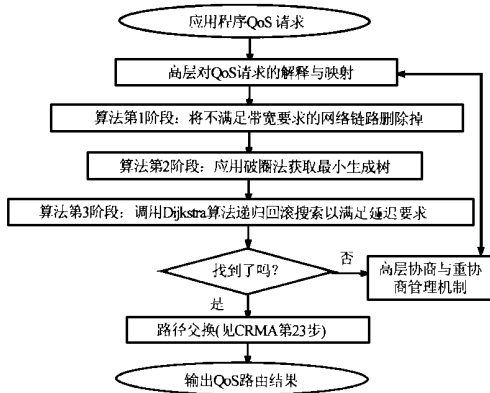 应用程序QoS 请求
高层对QoS请求的解释与映射
算法第1阶段：将不满足带宽要求的网络链路删除掉
算法第2阶段：应用破圈法获取最小生成树
算法第3阶段：调用Dijkstra算法递归回滚搜索以满足延迟要求
找到了吗?
否
高层协商与重协
商管理机制
是
路径交换(见CRMA第23步)
输出QoS路由结果